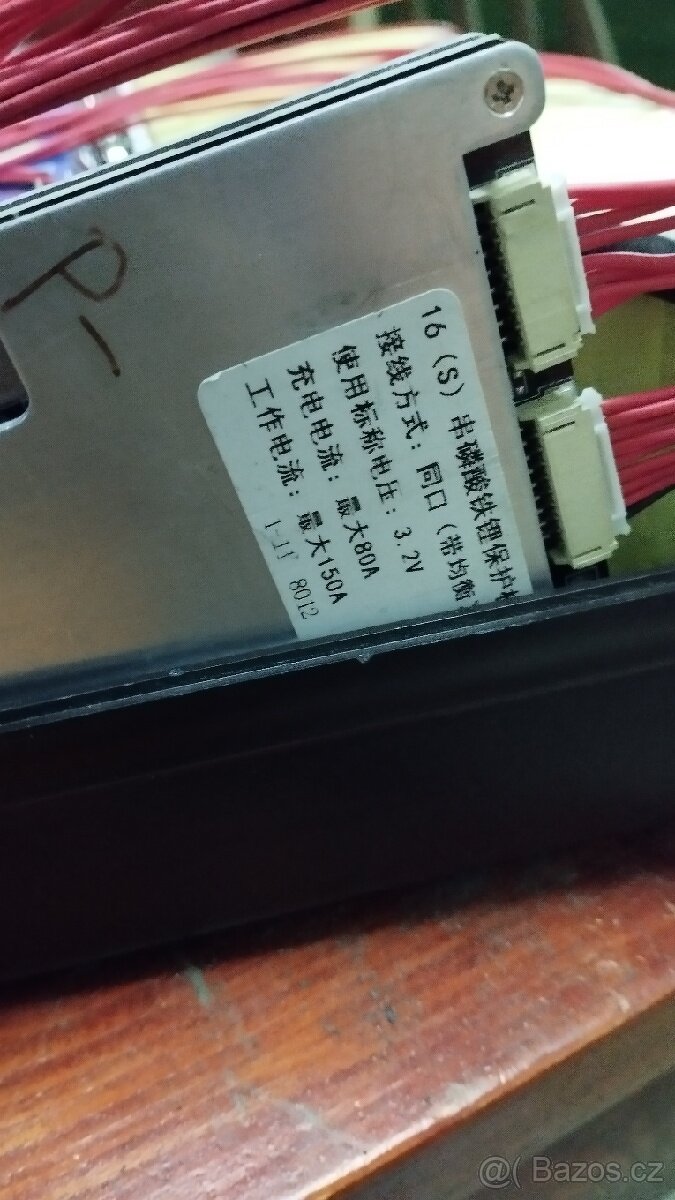 P-
16（S）串磷酸铁锂保护
接线方式：同口（带均衡
使用标称电压：3.2V
充电电流：最大80A
工作电流：最大150A
8012
@( Bazos.cz